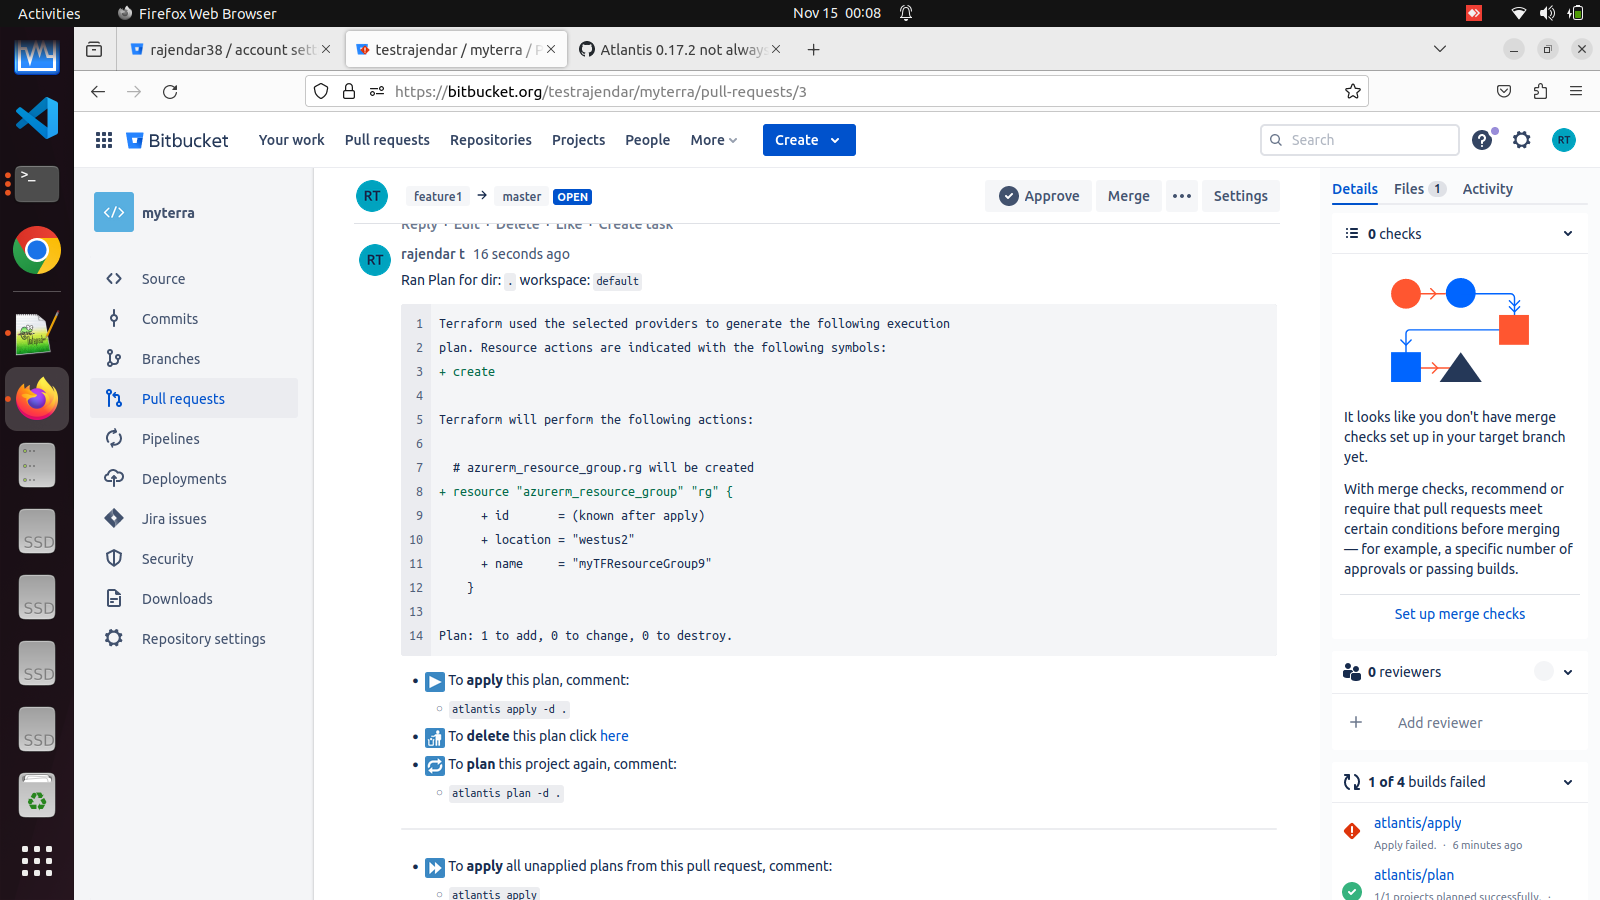 Activities
Firefox Web Browser
Nov 15 00:08
rajendar38 / account sett
testrajendar / myterra / P
Atlantis 0.17.2 not always
https://bitbucket.org/testrajendar/myterra/pull-requests/3
Bitbucket
Your work
Pull requests
Repositories
Projects
People
More
Create
Search
RT
myterra
Source
Commits
Branches
Pull requests
Pipelines
Deployments
Jira issues
Security
Downloads
Repository settings
SSD
SSD
SSD
SSD
RT
feature1 → master OPEN
Approve
Merge
Settings
Reply · Edit · Delete · Like · Create task
RT
rajendar t 16 seconds ago
Ran Plan for dir: . workspace: default
1 Terraform used the selected providers to generate the following execution
2 plan. Resource actions are indicated with the following symbols:
3 + create
4
5 Terraform will perform the following actions:
6
7 # azurerm_resource_group.rg will be created
8 + resource "azurerm_resource_group" "rg" {
9 + id = (known after apply)
10 + location = "westus2"
11 + name = "myTFResourceGroup9"
12 }
13
14 Plan: 1 to add, 0 to change, 0 to destroy.
To apply this plan, comment:
atlantis apply -d .
To delete this plan click here
To plan this project again, comment:
atlantis plan -d .
To apply all unapplied plans from this pull request, comment:
atlantis apply
Details
Files 1
Activity
0 checks
It looks like you don't have merge
checks set up in your target branch
yet.
With merge checks, recommend or
require that pull requests meet
certain conditions before merging
— for example, a specific number of
approvals or passing builds.
Set up merge checks
0 reviewers
Add reviewer
1 of 4 builds failed
atlantis/apply
Apply failed. · 6 minutes ago
atlantis/plan
1/1 projects planned successfully. ·